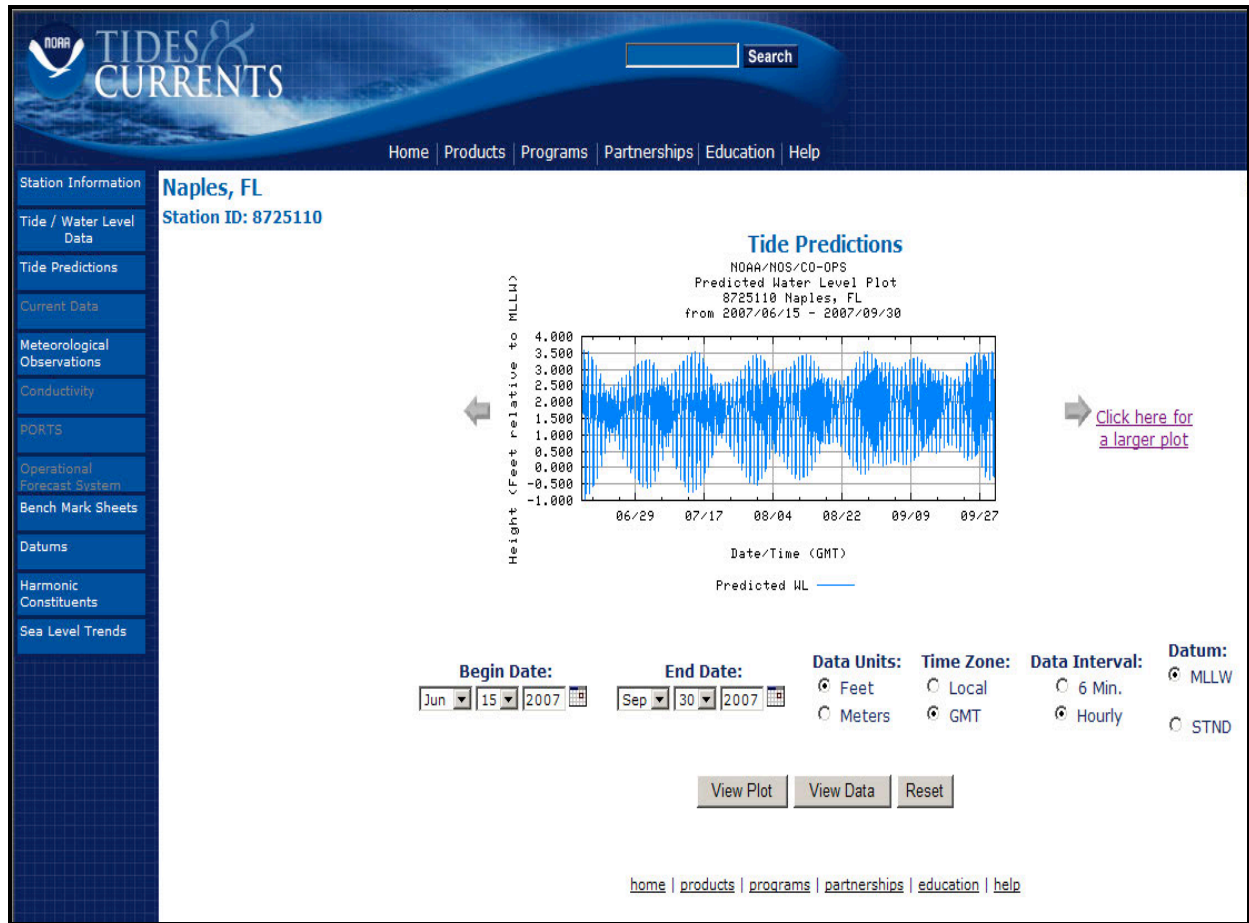 NOAA
TIDES &
CURRENTS
Search
Home | Products | Programs | Partnerships | Education | Help
Station Information
Tide / Water Level
Data
Tide Predictions
Current Data
Meteorological
Observations
Conductivity
PORTS
Operational
Forecast System
Bench Mark Sheets
Datums
Harmonic
Constituents
Sea Level Trends
Naples, FL
Station ID: 8725110
Tide Predictions
NOAA/NOS/CO-OPS
Predicted Water Level Plot
8725110 Naples, FL
from 2007/06/15 - 2007/09/30
Height (Feet relative to MLLW)
4.000
3.500
3.000
2.500
2.000
1.500
1.000
0.500
0.000
-0.500
-1.000
06/29 07/17 08/04 08/22 09/09 09/27
Date/Time (GMT)
Predicted WL
Click here for
a larger plot
Begin Date:
Jun 15 2007
End Date:
Sep 30 2007
Data Units:
Feet
Meters
Time Zone:
Local
GMT
Data Interval:
6 Min.
Hourly
Datum:
MLLW
STND
View Plot View Data Reset
home | products | programs | partnerships | education | help